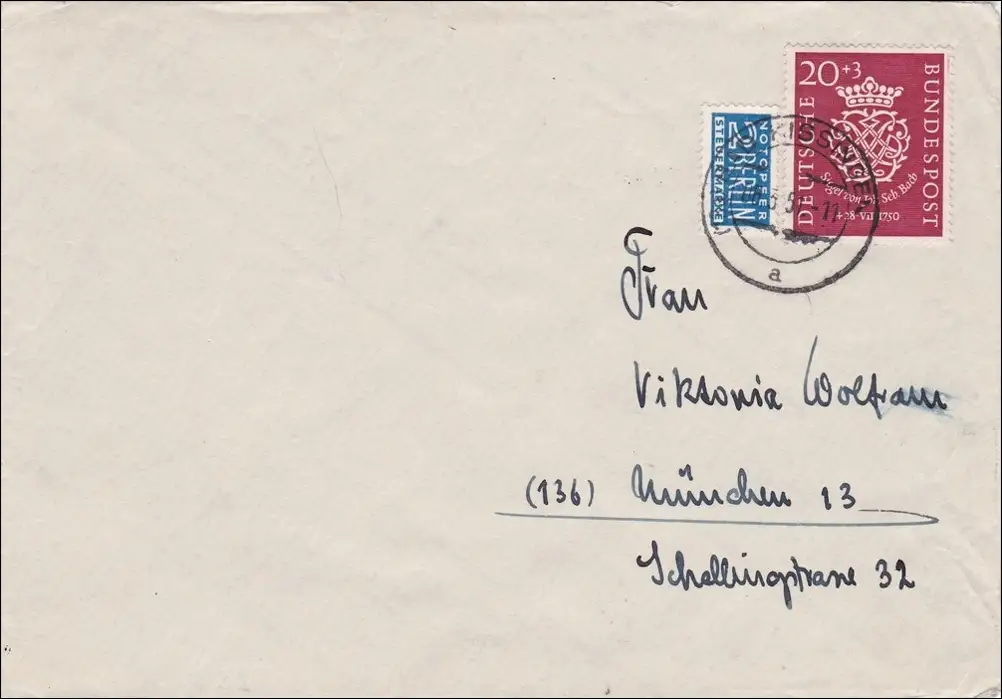 20+3
DEUTSCHE
BUNDESPOST
Siegel von Joh. Seb. Bach
+28·VII·1750
NOTOPFER
2 BERLIN
STEUERMARKE
KISSINGEN
a
Frau
Viktoria Wolfram
(13b) München 13
Schellingstrasse 32